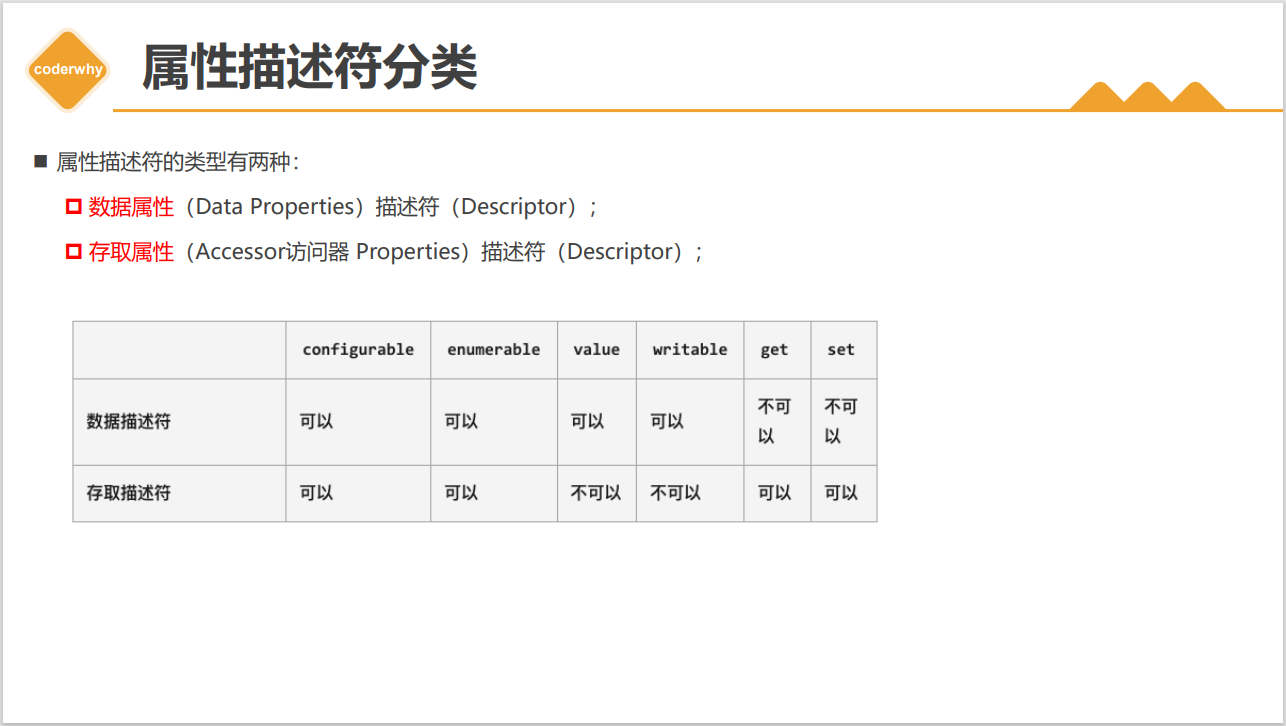 coderwhy
属性描述符分类
属性描述符的类型有两种：
数据属性（Data Properties）描述符（Descriptor）；
存取属性（Accessor访问器 Properties）描述符（Descriptor）；
configurable enumerable value writable get set
数据描述符 可以 可以 可以 可以 不可以 不可以
存取描述符 可以 可以 不可以 不可以 可以 可以